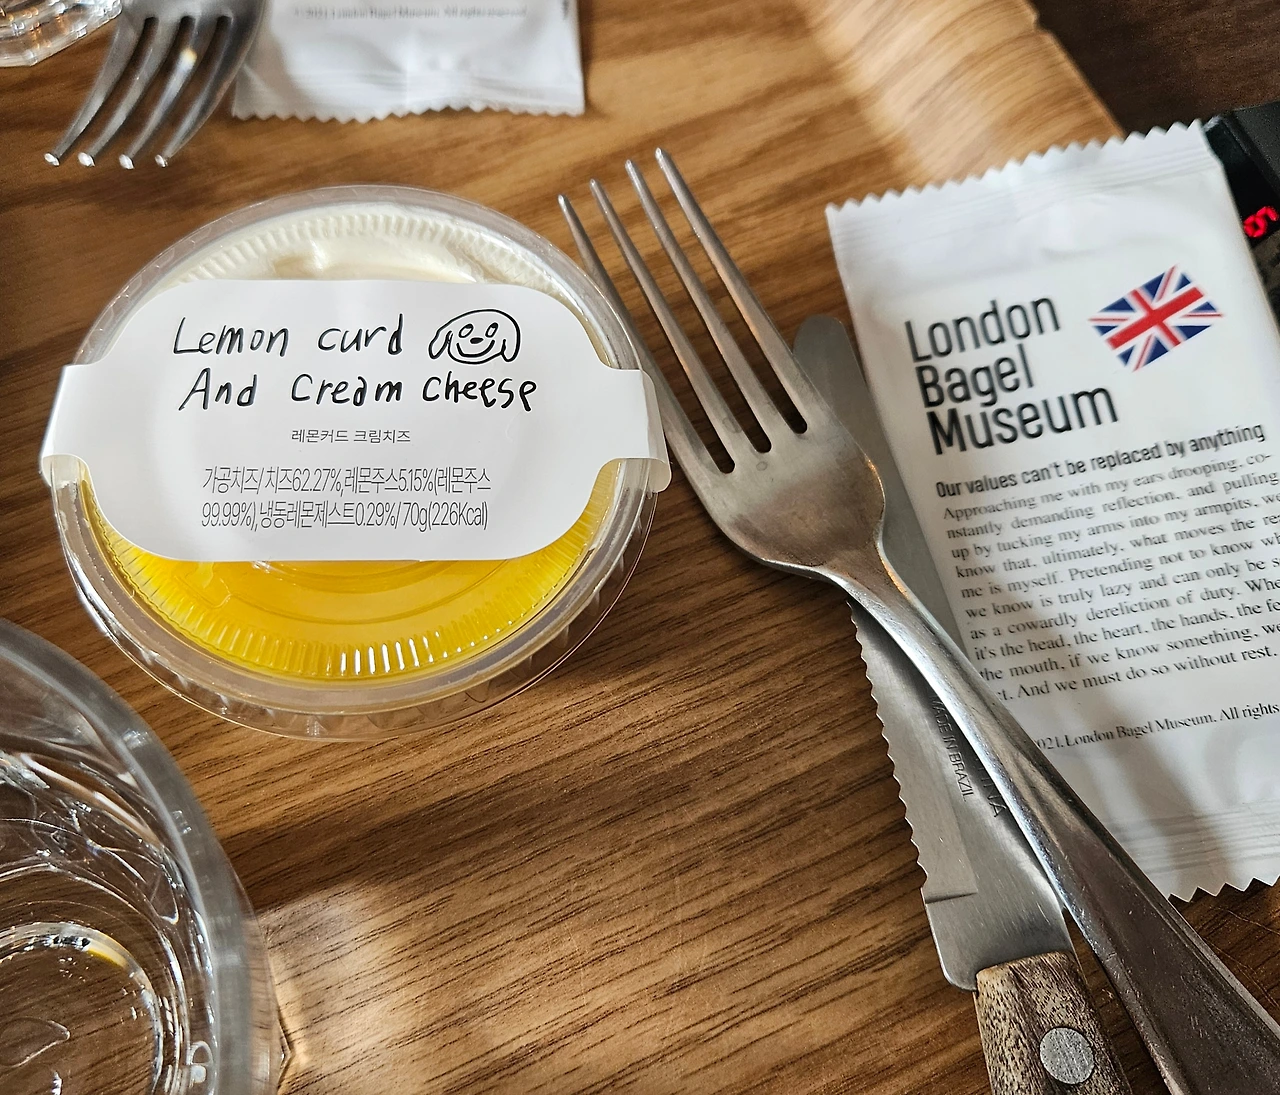 2021. London Bagel Museum. All rights reserved
Lemon curd
And Cream cheese
레몬커드 크림치즈
가공치즈/치즈62.27%,레몬주스5.15%(레몬주스
99.99%), 냉동레몬제스트0.29%/70g(226Kcal)
London
Bagel
Museum
Our values can't be replaced by anything
Approaching me with my ears drooping, co-
nstantly demanding reflection, and pulling
up by tucking my arms into my armpits, we
know that, ultimately, what moves the
me is myself. Pretending not to know
we know is truly lazy and can only be
as a cowardly dereliction of duty.
it's the head, the heart, the hands, the
the mouth, if we know something, we
And we must do so without rest.
021. London Bagel Museum. All rights
MADE IN BRAZIL